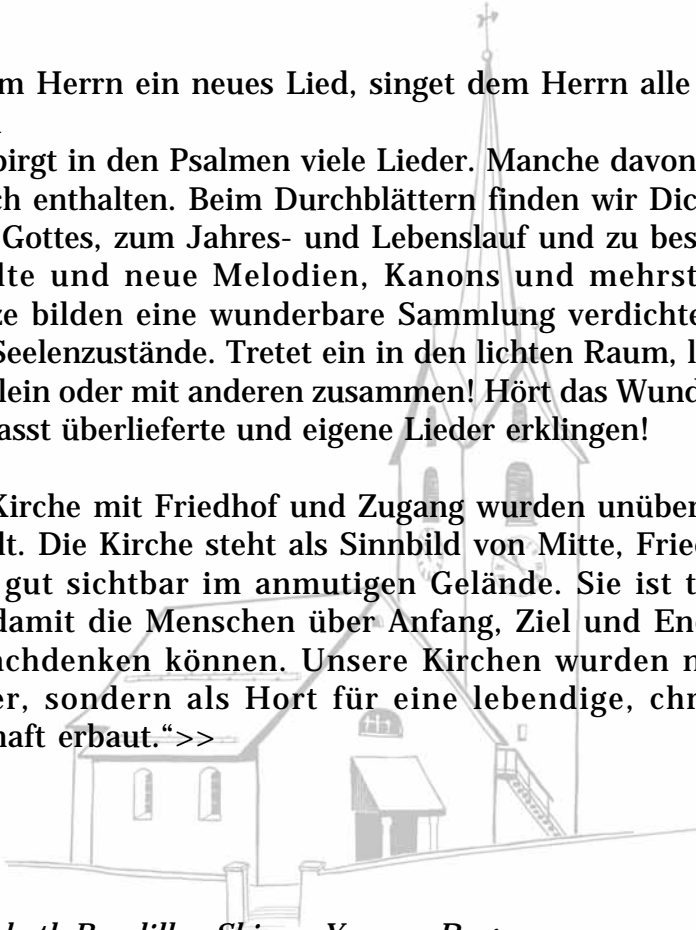 m Herrn ein neues Lied, singet dem Herrn alle
birgt in den Psalmen viele Lieder. Manche davon
ch enthalten. Beim Durchblättern finden wir Dic
Gottes, zum Jahres- und Lebenslauf und zu bes
lte und neue Melodien, Kanons und mehrst
ze bilden eine wunderbare Sammlung verdichte
Seelenzustände. Tretet ein in den lichten Raum, l
lein oder mit anderen zusammen! Hört das Wund
asst überlieferte und eigene Lieder erklingen!
Kirche mit Friedhof und Zugang wurden unüber
lt. Die Kirche steht als Sinnbild von Mitte, Fried
gut sichtbar im anmutigen Gelände. Sie ist t
damit die Menschen über Anfang, Ziel und End
achdenken können. Unsere Kirchen wurden n
er, sondern als Hort für eine lebendige, chr
haft erbaut.“>>